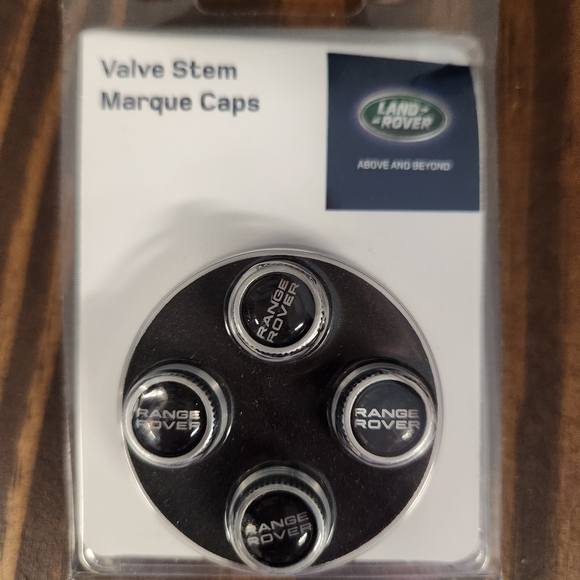 Valve Stem
Marque Caps
LAND
ROVER
ABOVE AND BEYOND
RANGE
ROVER
RANGE
ROVER
RANGE
ROVER
RANGE
ROVER